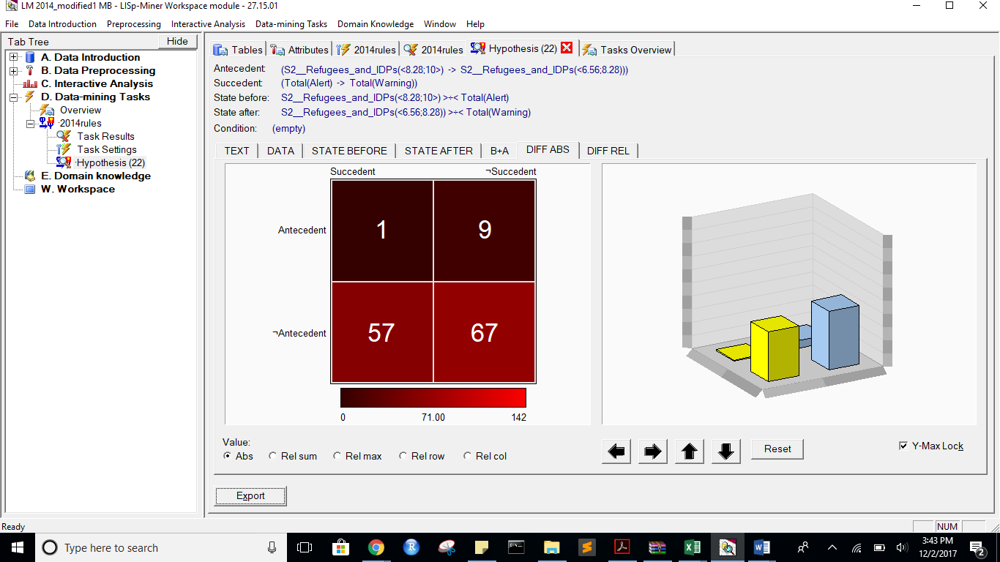 LM 2014_modified1 MB - LISp-Miner Workspace module - 27.15.01
File Data Introduction Preprocessing Interactive Analysis Data-mining Tasks Domain Knowledge Window Help
Tab Tree Hide
A. Data Introduction
B. Data Preprocessing
C. Interactive Analysis
D. Data-mining Tasks
Overview
·2014rules
Task Results
Task Settings
·Hypothesis (22)
E. Domain knowledge
W. Workspace
Tables Attributes 2014rules 2014rules Hypothesis (22) Tasks Overview
Antecedent: (S2__Refugees_and_IDPs(<8.28;10>) -> S2__Refugees_and_IDPs(<6.56;8.28)))
Succedent: (Total(Alert) -> Total(Warning))
State before: S2__Refugees_and_IDPs(<8.28;10>) >÷< Total(Alert)
State after: S2__Refugees_and_IDPs(<6.56;8.28)) >÷< Total(Warning)
Condition: (empty)
TEXT DATA STATE BEFORE STATE AFTER B+A DIFF ABS DIFF REL
Succedent ¬Succedent
Antecedent 1 9
¬Antecedent 57 67
0 71.00 142
Value:
Abs Rel sum Rel max Rel row Rel col
Reset
Y-Max Lock
Export
Ready
NUM
Type here to search
3:43 PM
12/2/2017
2